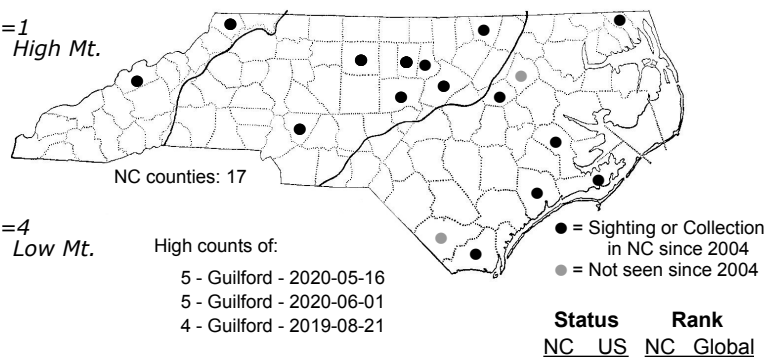 =1
High Mt.
NC counties: 17
=4
Low Mt.
High counts of:
5 - Guilford - 2020-05-16
5 - Guilford - 2020-06-01
4 - Guilford - 2019-08-21
● = Sighting or Collection
in NC since 2004
● = Not seen since 2004
Status Rank
NC US NC Global